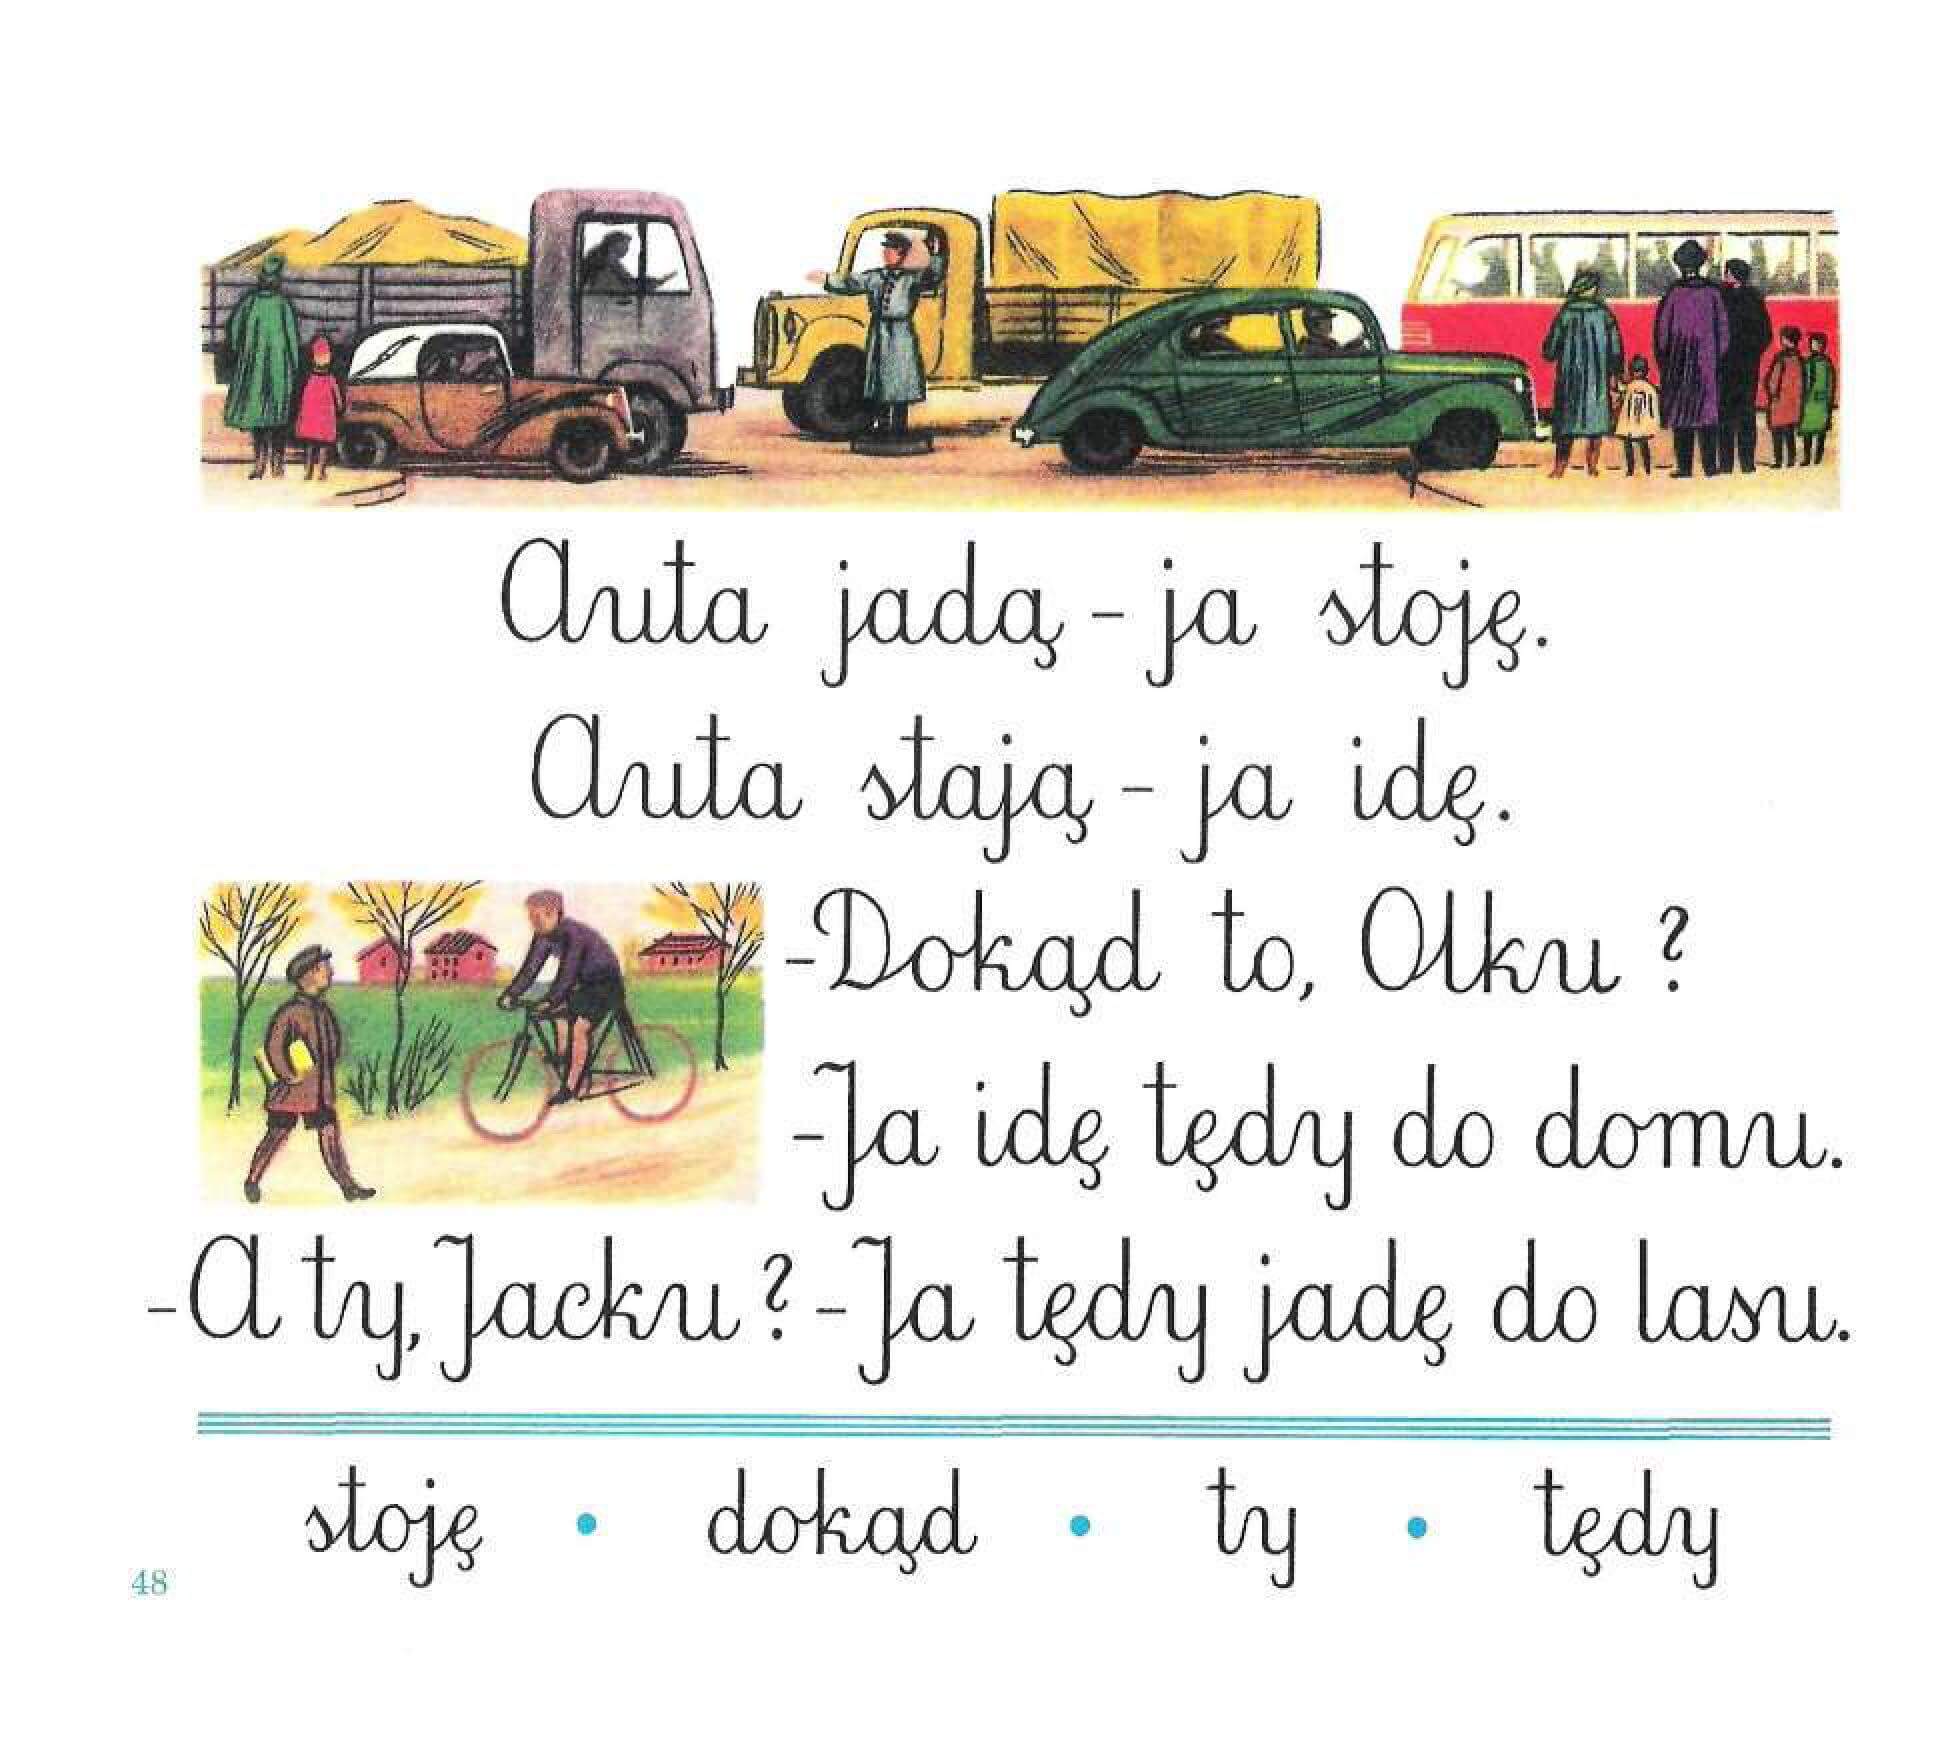 Auta jadą - ja stoję.
Auta stają - ja idę.
-Dokąd to, Olku ?
-Ja idę tędy do domu.
-A ty, Jacku ? -Ja tędy jadę do lasu.
stoję • dokąd • ty • tędy
48